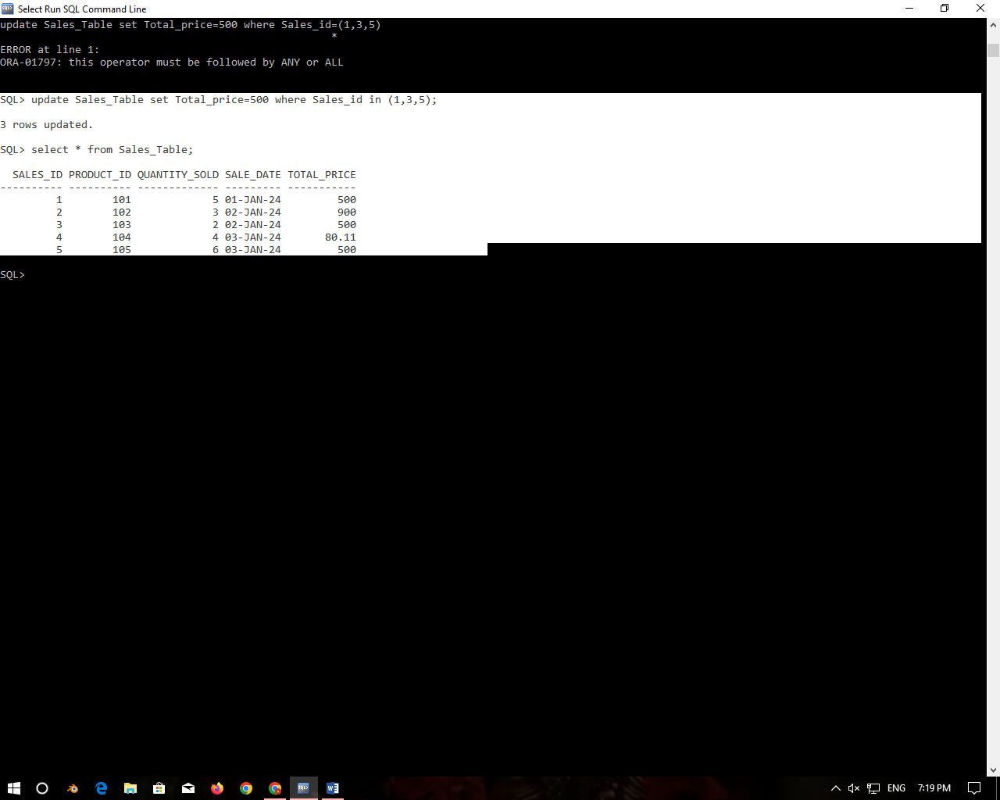 Select Run SQL Command Line
update Sales_Table set Total_price=500 where Sales_id=(1,3,5)
*
ERROR at line 1:
ORA-01797: this operator must be followed by ANY or ALL
SQL> update Sales_Table set Total_price=500 where Sales_id in (1,3,5);
3 rows updated.
SQL> select * from Sales_Table;
SALES_ID PRODUCT_ID QUANTITY_SOLD SALE_DATE TOTAL_PRICE
---------- ---------- ------------- --------- -----------
1 101 5 01-JAN-24 500
2 102 3 02-JAN-24 900
3 103 2 02-JAN-24 500
4 104 4 03-JAN-24 80.11
5 105 6 03-JAN-24 500
SQL>
ENG 7:19 PM